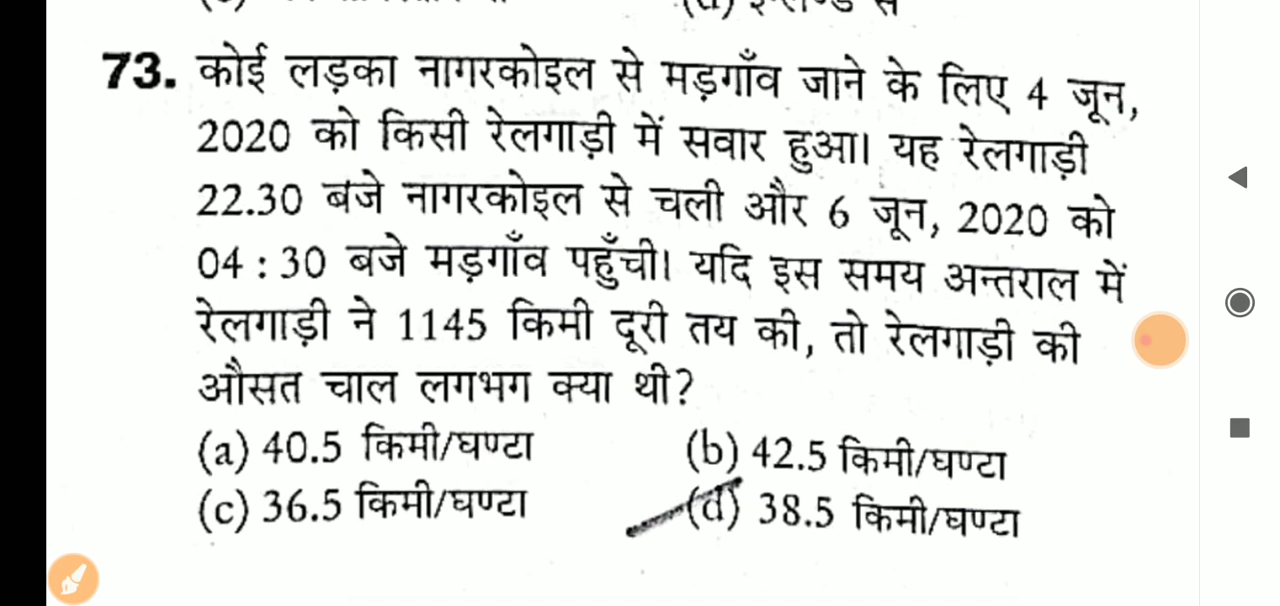 73. कोई लड़का नागरकोइल से मड़गाँव जाने के लिए 4 जून,
2020 को किसी रेलगाड़ी में सवार हुआ। यह रेलगाड़ी
22.30 बजे नागरकोइल से चली और 6 जून, 2020 को
04 : 30 बजे मड़गाँव पहुँची। यदि इस समय अन्तराल में
रेलगाड़ी ने 1145 किमी दूरी तय की, तो रेलगाड़ी की
औसत चाल लगभग क्या थी?
(a) 40.5 किमी/घण्टा (b) 42.5 किमी/घण्टा
(c) 36.5 किमी/घण्टा (d) 38.5 किमी/घण्टा